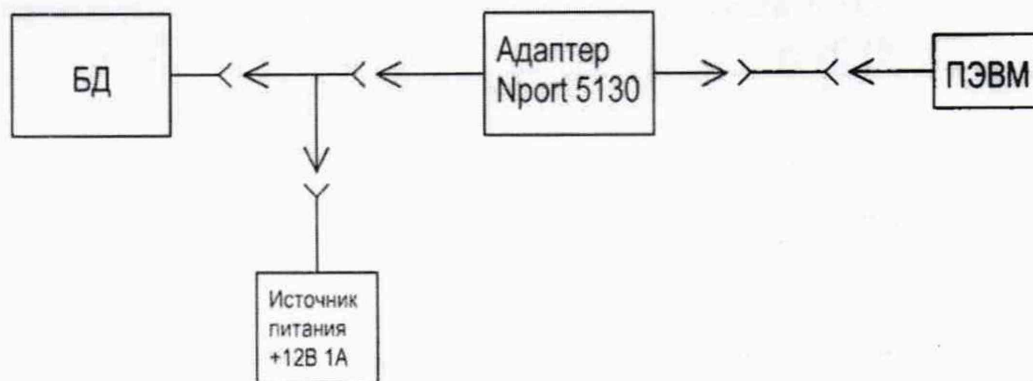 БД
Адаптер
Nport 5130
ПЭВМ
Источник
питания
+12В 1А